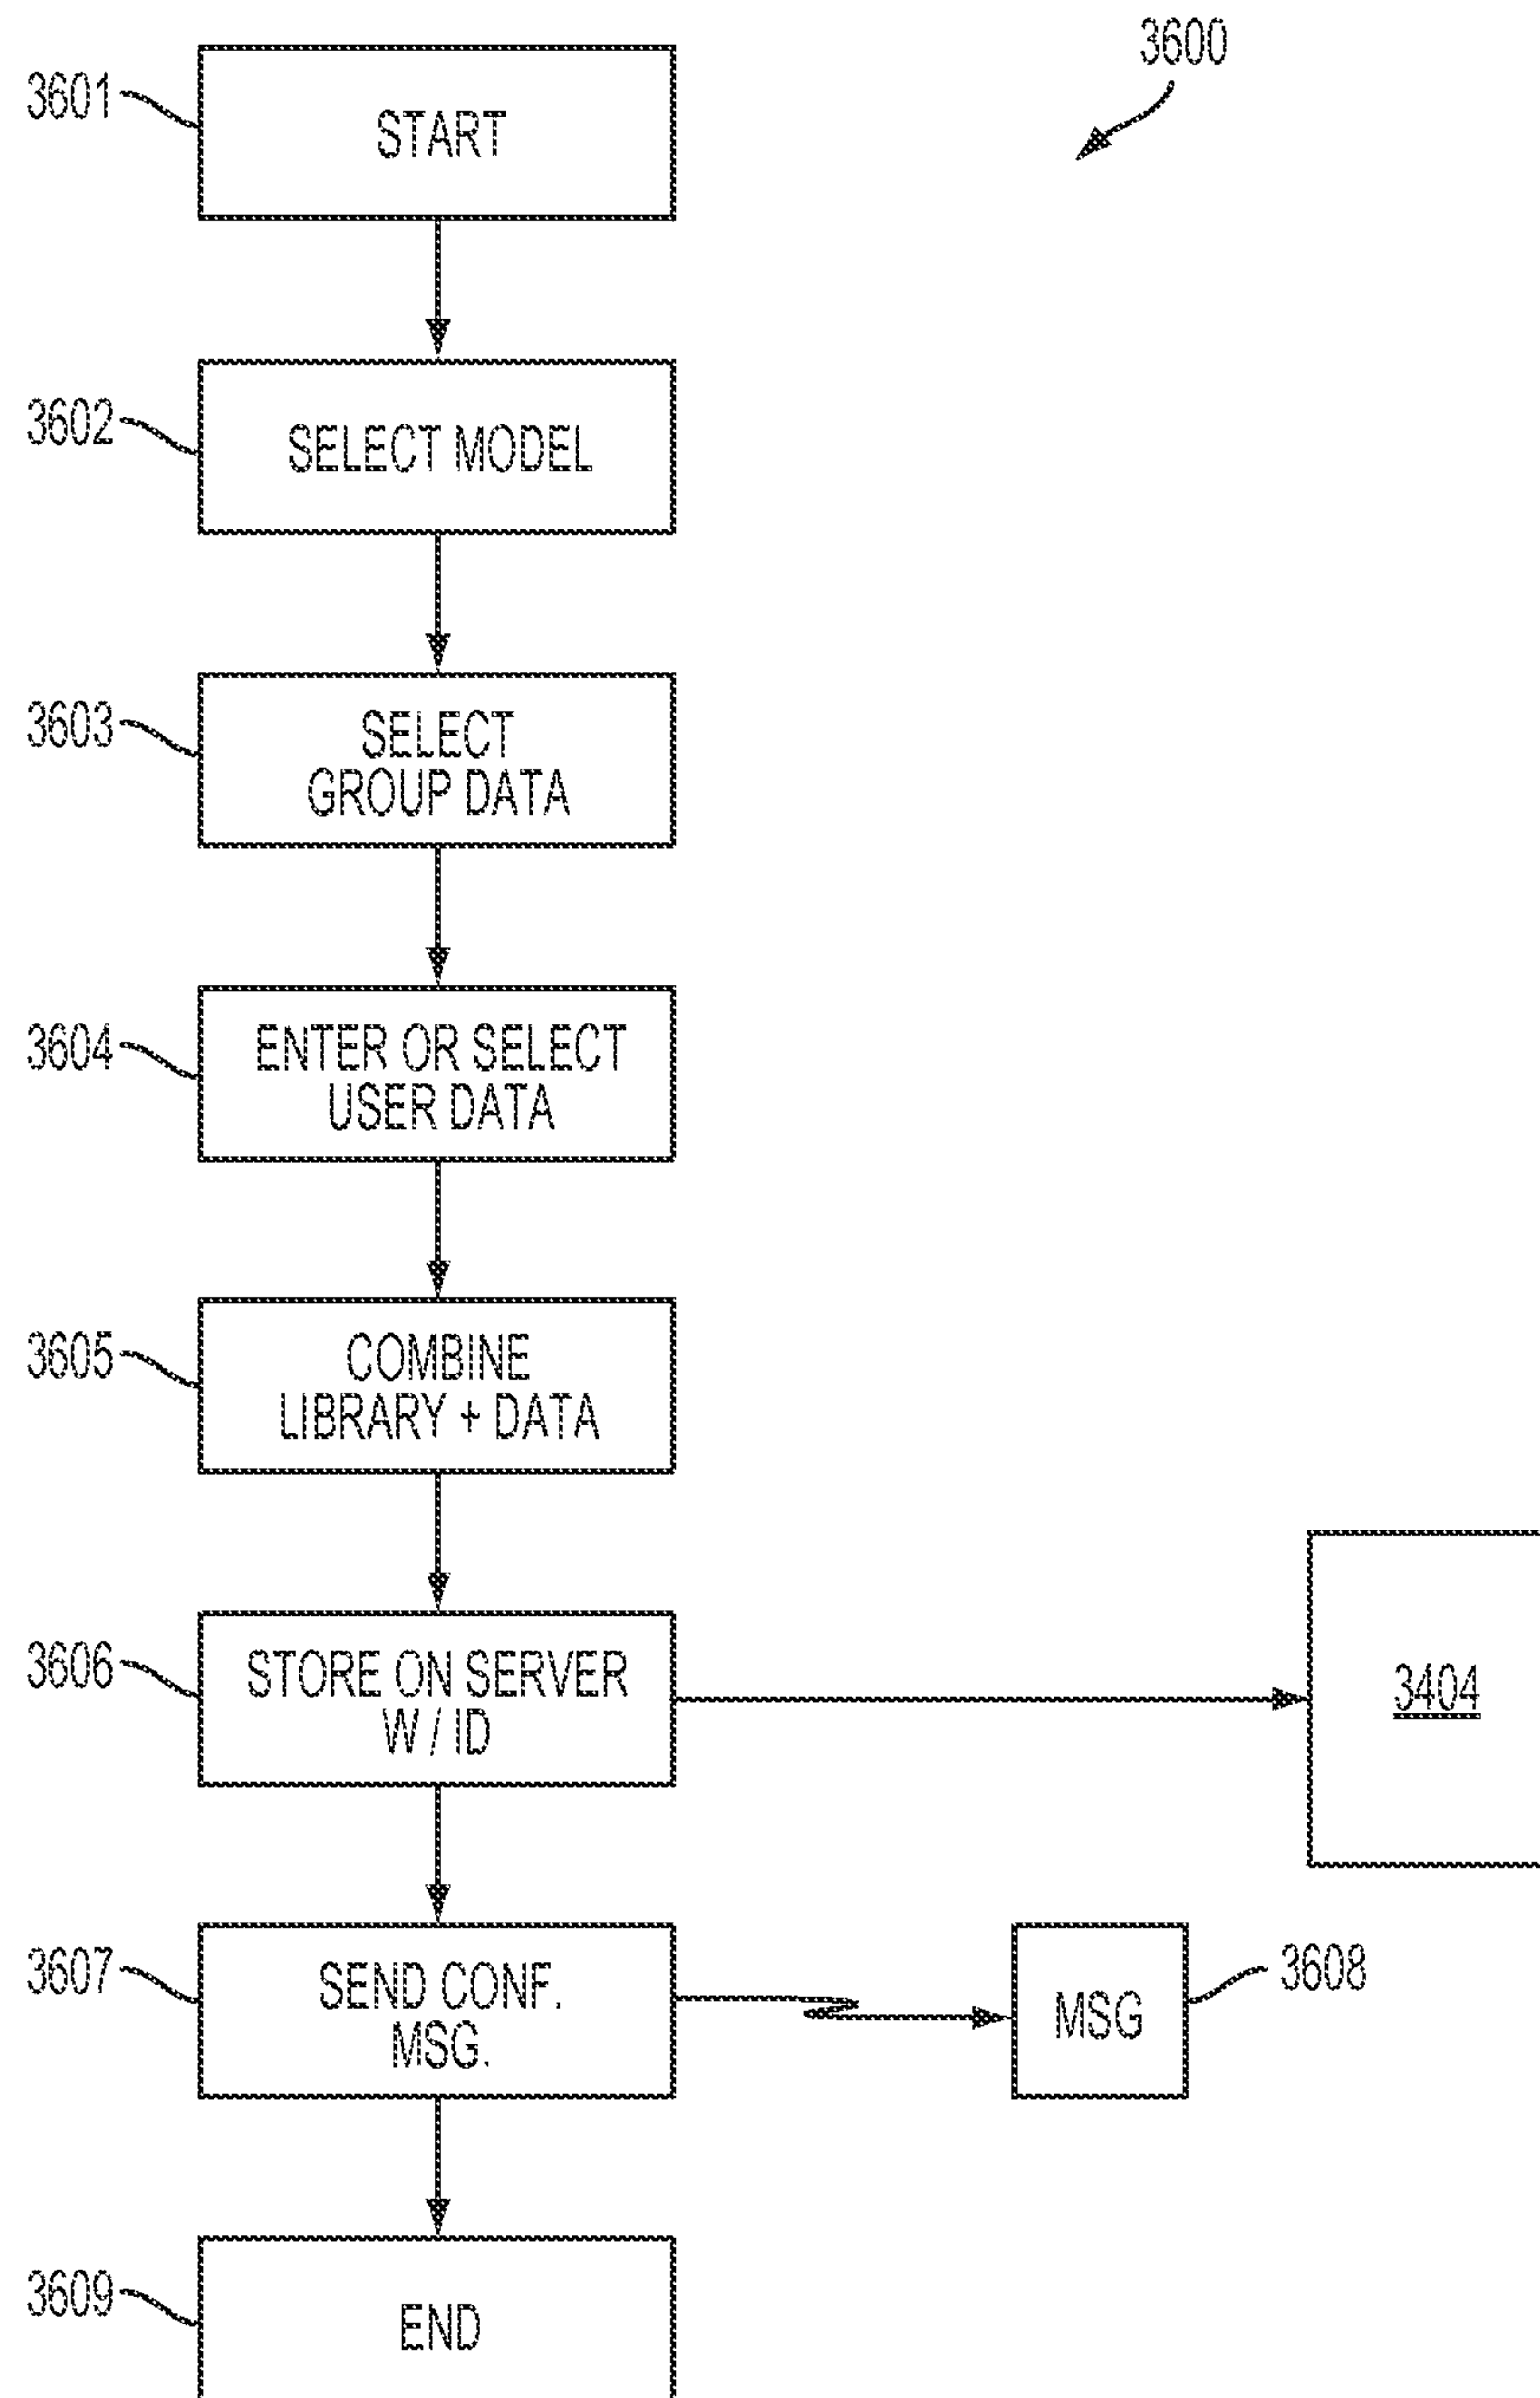 3600
3601
START
3602
SELECT MODEL
3603
SELECT
GROUP DATA
3604
ENTER OR SELECT
USER DATA
3605
COMBINE
LIBRARY + DATA
3606
STORE ON SERVER
W / ID
3404
3607
SEND CONF.
MSG.
MSG
3608
3609
END